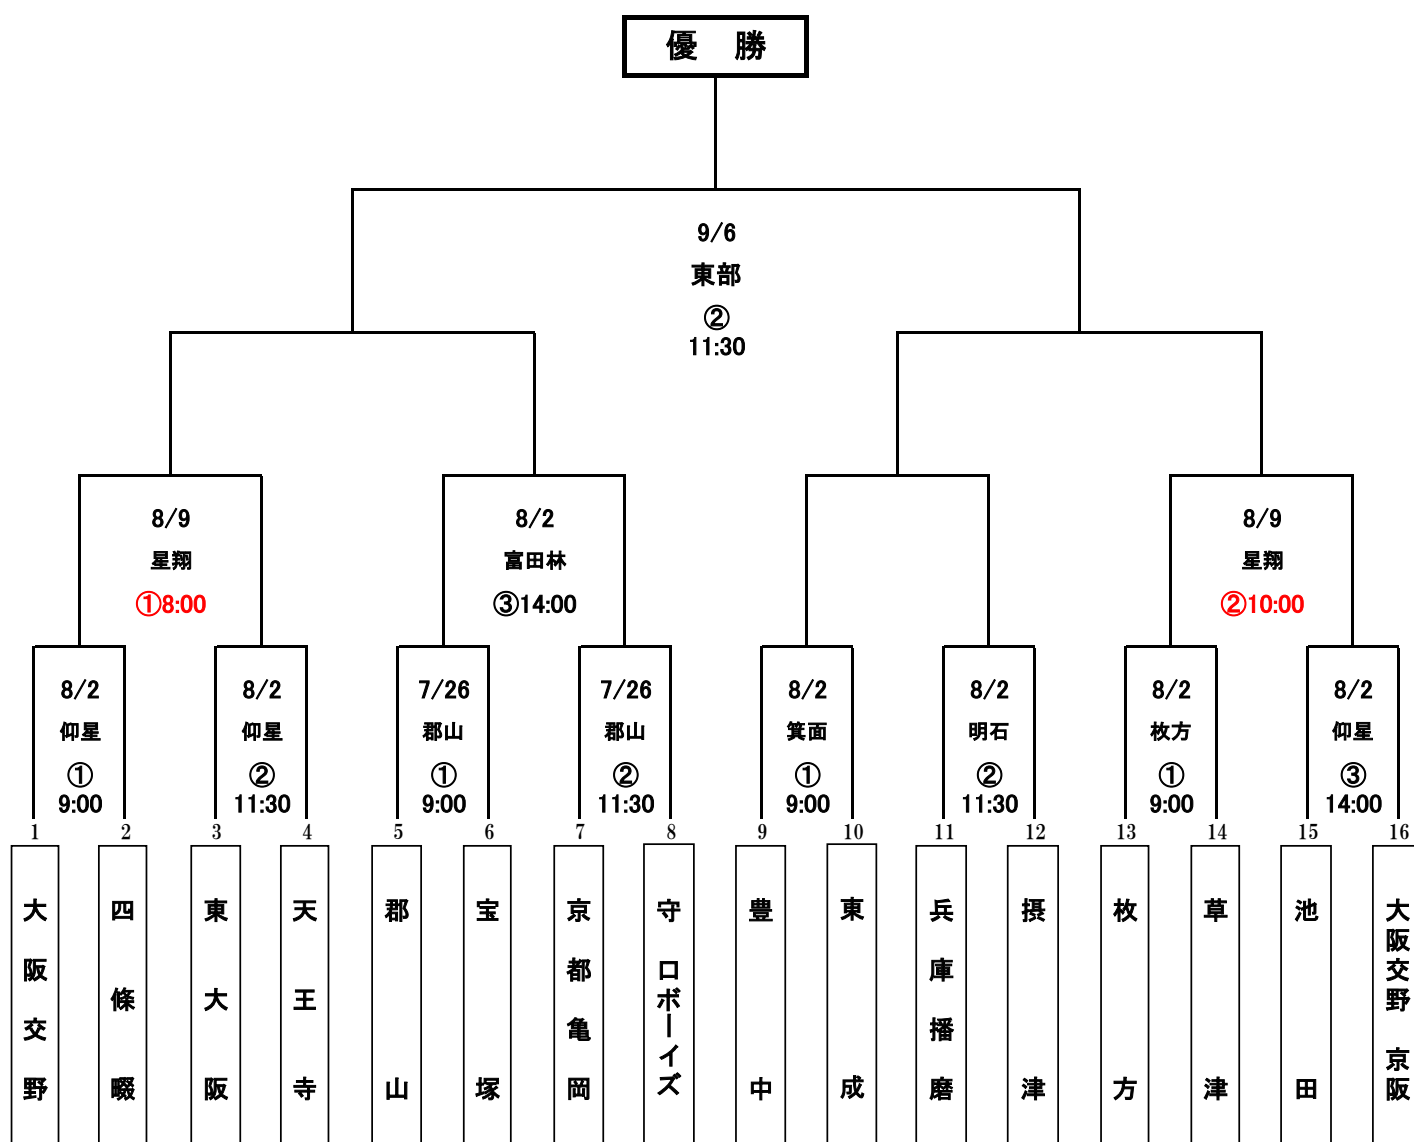 優 勝
9/6
東部
②
11:30
8/9
星翔
①8:00
8/2
富田林
③14:00
8/9
星翔
②10:00
8/2
仰星
①
9:00
8/2
仰星
②
11:30
7/26
郡山
①
9:00
7/26
郡山
②
11:30
8/2
箕面
①
9:00
8/2
明石
②
11:30
8/2
枚方
①
9:00
8/2
仰星
③
14:00
1
2
3
4
5
6
7
8
9
10
11
12
13
14
15
16
大阪交野
四條畷
東大阪
天王寺
郡山
宝塚
京都亀岡
守口ボーイズ
豊中
東成
兵庫播磨
摂津
枚方
草津
池田
大阪交野 京阪